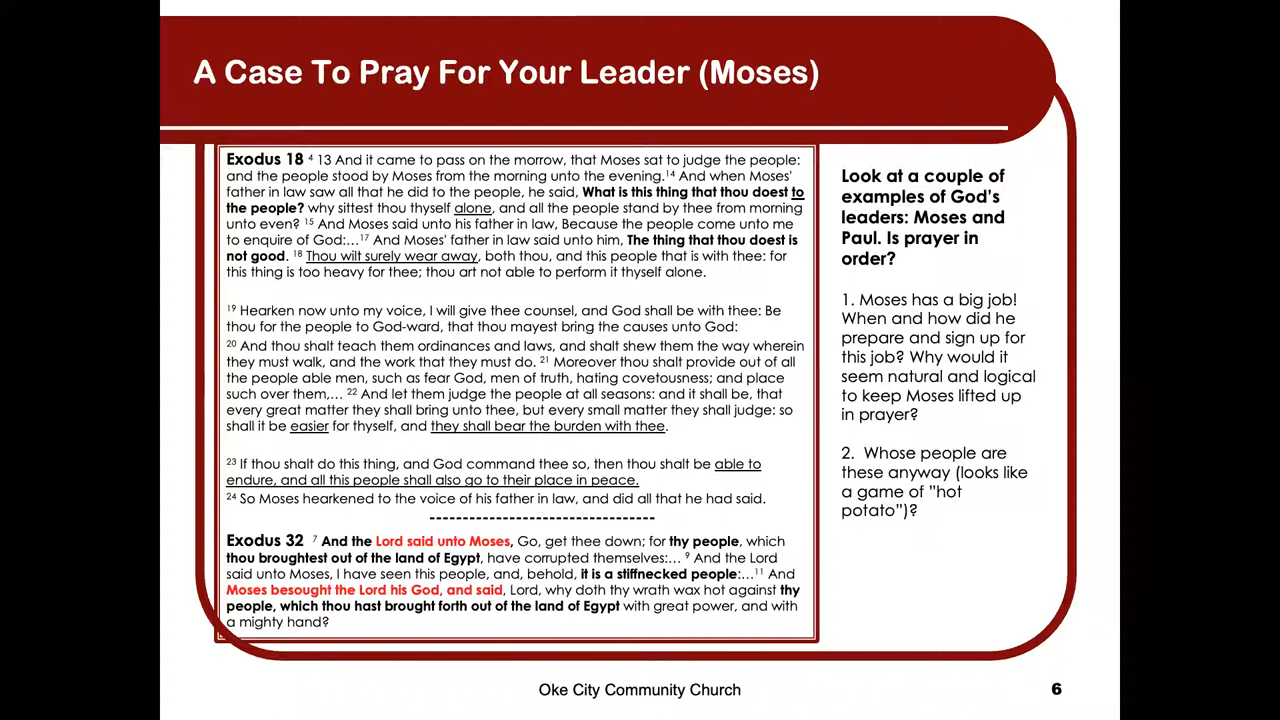 A Case To Pray For Your Leader (Moses)
Exodus 18 ⁴ 13 And it came to pass on the morrow, that Moses sat to judge the people:
and the people stood by Moses from the morning unto the evening.¹⁴ And when Moses'
father in law saw all that he did to the people, he said, What is this thing that thou doest to
the people? why sittest thou thyself alone, and all the people stand by thee from morning
unto even? ¹⁵ And Moses said unto his father in law, Because the people come unto me
to enquire of God:...¹⁷ And Moses' father in law said unto him, The thing that thou doest is
not good. ¹⁸ Thou wilt surely wear away, both thou, and this people that is with thee: for
this thing is too heavy for thee; thou art not able to perform it thyself alone.
¹⁹ Hearken now unto my voice, I will give thee counsel, and God shall be with thee: Be
thou for the people to God-ward, that thou mayest bring the causes unto God:
²⁰ And thou shalt teach them ordinances and laws, and shalt shew them the way wherein
they must walk, and the work that they must do. ²¹ Moreover thou shalt provide out of all
the people able men, such as fear God, men of truth, hating covetousness; and place
such over them,... ²² And let them judge the people at all seasons: and it shall be, that
every great matter they shall bring unto thee, but every small matter they shall judge: so
shall it be easier for thyself, and they shall bear the burden with thee.
²³ If thou shalt do this thing, and God command thee so, then thou shalt be able to
endure, and all this people shall also go to their place in peace.
²⁴ So Moses hearkened to the voice of his father in law, and did all that he had said.
---------------------------------
Exodus 32 ⁷ And the Lord said unto Moses, Go, get thee down; for thy people, which
thou broughtest out of the land of Egypt, have corrupted themselves:... ⁹ And the Lord
said unto Moses, I have seen this people, and, behold, it is a stiffnecked people:...¹¹ And
Moses besought the Lord his God, and said, Lord, why doth thy wrath wax hot against thy
people, which thou hast brought forth out of the land of Egypt with great power, and with
a mighty hand?
Look at a couple of
examples of God's
leaders: Moses and
Paul. Is prayer in
order?
1. Moses has a big job!
When and how did he
prepare and sign up for
this job? Why would it
seem natural and logical
to keep Moses lifted up
in prayer?
2. Whose people are
these anyway (looks like
a game of "hot
potato")?
Oke City Community Church
6